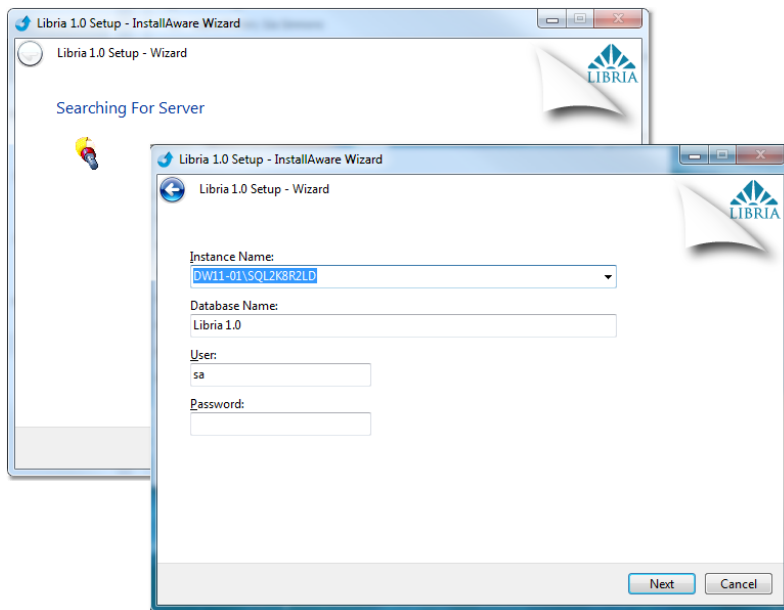 Libria 1.0 Setup - InstallAware Wizard
Libria 1.0 Setup - Wizard
LIBRIA
Searching For Server
Libria 1.0 Setup - InstallAware Wizard
Libria 1.0 Setup - Wizard
LIBRIA
Instance Name:
DW11-01\SQL2K8R2LD
Database Name:
Libria 1.0
User:
sa
Password:
Next Cancel